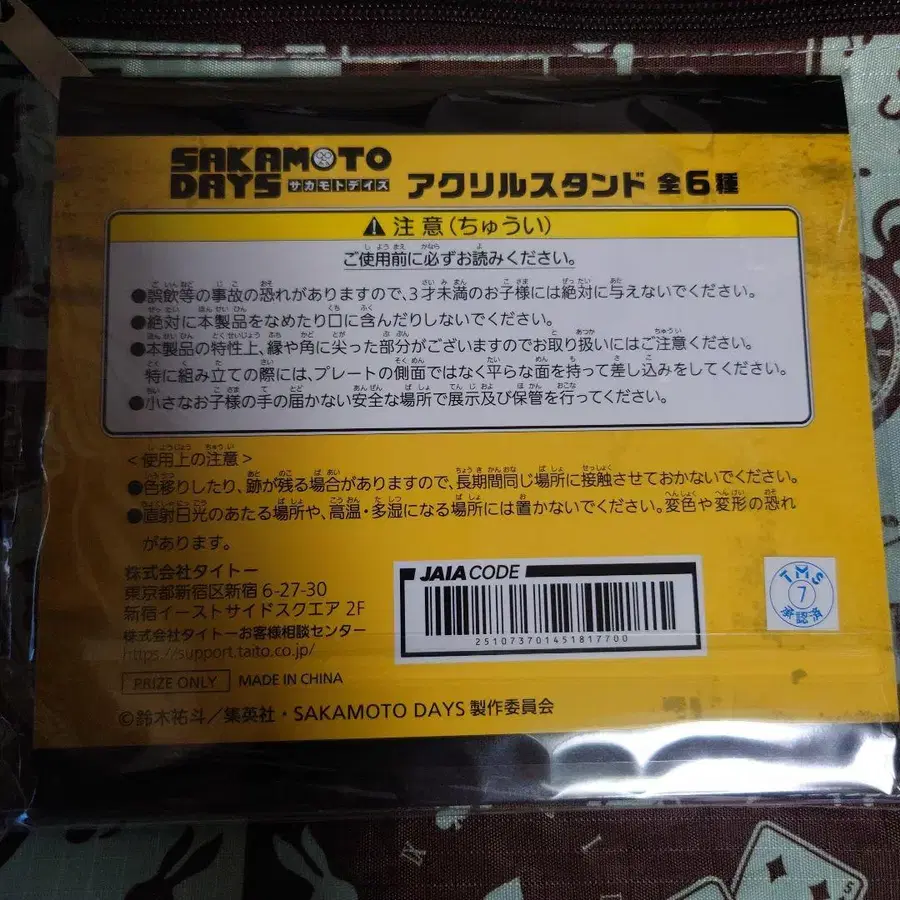 SAKAMOTO
DAYS サカモトデイズ アクリルスタンド 全6種
⚠注意(ちゅうい)
ご使用前に必ずお読みください。
●誤飲等の事故の恐れがありますので、3才未満のお子様には絶対に与えないでください。
●絶対に本製品をなめたり口に含んだりしないでください。
●本製品の特性上、縁や角に尖った部分がございますのでお取り扱いにはご注意ください。
特に組み立ての際には、プレートの側面ではなく平らな面を持って差し込みをしてください。
●小さなお子様の手の届かない安全な場所で展示及び保管を行ってください。
<使用上の注意>
●色移りしたり、跡が残る場合がありますので、長期間同じ場所に接触させておかないでください。
●直射日光のあたる場所や、高温・多湿になる場所には置かないでください。変色や変形の恐れ
があります。
株式会社タイトー
東京都新宿区新宿 6-27-30
新宿イーストサイドスクエア 2F
株式会社タイトーお客様相談センター
https://support.taito.co.jp/
PRIZE ONLY MADE IN CHINA
©鈴木祐斗/集英社・SAKAMOTO DAYS 製作委員会
JAIA CODE
251073701451817700
TMS
7
承認済